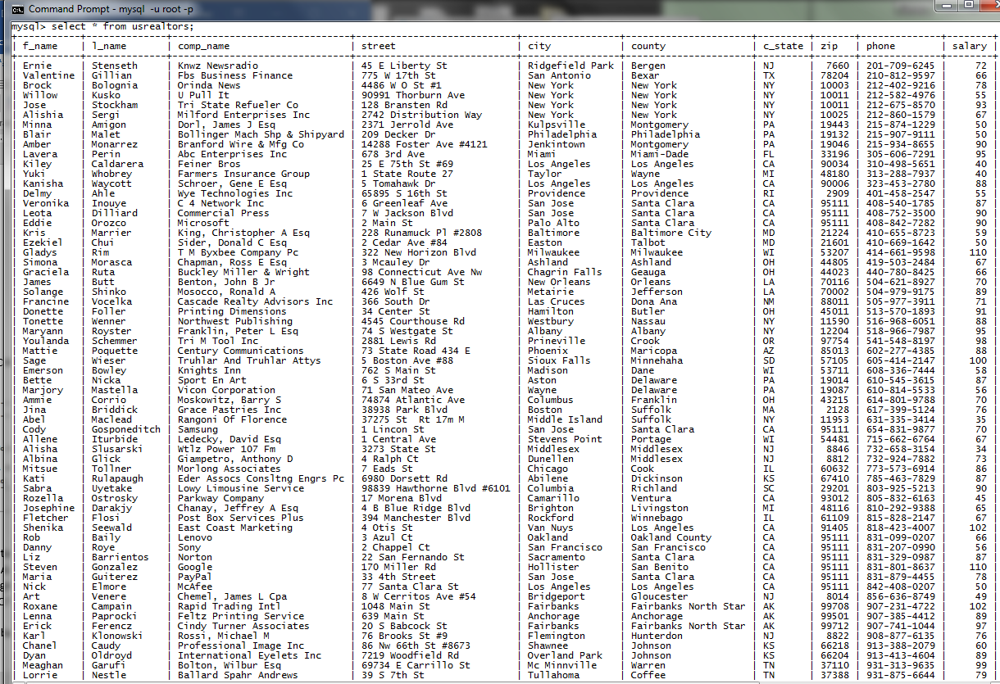 Command Prompt - mysql -u root -p
mysql> select * from usrealtors;
| f_name | l_name | comp_name | street | city | county | c_state | zip | phone | salary |
| Ernie | Stenseth | Knwz Newsradio | 45 E Liberty St | Ridgefield Park | Bergen | NJ | 7660 | 201-709-6245 | 72 |
| Valentine | Gillian | Fbs Business Finance | 775 W 17th St | San Antonio | Bexar | TX | 78204 | 210-812-9597 | 66 |
| Brock | Bolognia | Orinda News | 4486 W O St #1 | New York | New York | NY | 10003 | 212-402-9216 | 78 |
| Willow | Kusko | U Pull It | 90991 Thorburn Ave | New York | New York | NY | 10011 | 212-582-4976 | 55 |
| Jose | Stockham | Tri State Refueler Co | 128 Bransten Rd | New York | New York | NY | 10011 | 212-675-8570 | 93 |
| Alishia | Sergi | Milford Enterprises Inc | 2742 Distribution Way | New York | New York | NY | 10025 | 212-860-1579 | 67 |
| Minna | Amigon | Dorl, James J Esq | 2371 Jerrold Ave | Kulpsville | Montgomery | PA | 19443 | 215-874-1229 | 50 |
| Blair | Malet | Bollinger Mach Shp & Shipyard | 209 Decker Dr | Philadelphia | Philadelphia | PA | 19132 | 215-907-9111 | 50 |
| Amber | Monarrez | Branford Wire & Mfg Co | 14288 Foster Ave #4121 | Jenkintown | Montgomery | PA | 19046 | 215-934-8655 | 90 |
| Lavera | Perin | Abc Enterprises Inc | 678 3rd Ave | Miami | Miami-Dade | FL | 33196 | 305-606-7291 | 95 |
| Kiley | Caldarera | Feiner Bros | 25 E 75th St #69 | Los Angeles | Los Angeles | CA | 90034 | 310-498-5651 | 40 |
| Yuki | Whobrey | Farmers Insurance Group | 1 State Route 27 | Taylor | Wayne | MI | 48180 | 313-288-7937 | 40 |
| Kanisha | Waycott | Schroer, Gene E Esq | 5 Tomahawk Dr | Los Angeles | Los Angeles | CA | 90006 | 323-453-2780 | 88 |
| Delmy | Ahle | Wye Technologies Inc | 65895 S 16th St | Providence | Providence | RI | 2909 | 401-458-2547 | 55 |
| Veronika | Inouye | C 4 Network Inc | 6 Greenleaf Ave | San Jose | Santa Clara | CA | 95111 | 408-540-1785 | 87 |
| Leota | Dilliard | Commercial Press | 7 W Jackson Blvd | San Jose | Santa Clara | CA | 95111 | 408-752-3500 | 90 |
| Eddie | Orozco | Microsoft | 2 Main St | Palo Alto | Santa Clara | CA | 95111 | 408-842-7282 | 90 |
| Kris | Marrier | King, Christopher A Esq | 228 Runamuck Pl #2808 | Baltimore | Baltimore City | MD | 21224 | 410-655-8723 | 59 |
| Ezekiel | Chui | Sider, Donald C Esq | 2 Cedar Ave #84 | Easton | Talbot | MD | 21601 | 410-669-1642 | 50 |
| Gladys | Rim | T M Byxbee Company Pc | 322 New Horizon Blvd | Milwaukee | Milwaukee | WI | 53207 | 414-661-9598 | 110 |
| Simona | Morasca | Chapman, Ross E Esq | 3 Mcauley Dr | Ashland | Ashland | OH | 44805 | 419-503-2484 | 67 |
| Graciela | Ruta | Buckley Miller & Wright | 98 Connecticut Ave Nw | Chagrin Falls | Geauga | OH | 44023 | 440-780-8425 | 66 |
| James | Butt | Benton, John B Jr | 6649 N Blue Gum St | New Orleans | Orleans | LA | 70116 | 504-621-8927 | 70 |
| Solange | Shinko | Mosocco, Ronald A | 426 Wolf St | Metairie | Jefferson | LA | 70002 | 504-979-9175 | 89 |
| Francine | Vocelka | Cascade Realty Advisors Inc | 366 South Dr | Las Cruces | Dona Ana | NM | 88011 | 505-977-3911 | 71 |
| Donette | Foller | Printing Dimensions | 34 Center St | Hamilton | Butler | OH | 45011 | 513-570-1893 | 91 |
| Tonette | Wenner | Northwest Publishing | 4545 Courthouse Rd | Westbury | Nassau | NY | 11590 | 516-968-6051 | 88 |
| Maryann | Royster | Franklin, Peter L Esq | 74 S Westgate St | Albany | Albany | NY | 12204 | 518-966-7987 | 95 |
| Youlanda | Schemmer | Tri M Tool Inc | 2881 Lewis Rd | Prineville | Crook | OR | 97754 | 541-548-8197 | 98 |
| Mattie | Poquette | Century Communications | 73 State Road 434 E | Phoenix | Maricopa | AZ | 85013 | 602-277-4385 | 88 |
| Sage | Wieser | Truhlar And Truhlar Attys | 5 Boston Ave #88 | Sioux Falls | Minnehaha | SD | 57105 | 605-414-2147 | 100 |
| Emerson | Bowley | Knights Inn | 762 S Main St | Madison | Dane | WI | 53711 | 608-336-7444 | 58 |
| Bette | Nicka | Sport En Art | 6 S 33rd St | Aston | Delaware | PA | 19014 | 610-545-3615 | 87 |
| Marjory | Mastella | Vicon Corporation | 71 San Mateo Ave | Wayne | Delaware | PA | 19087 | 610-814-5533 | 56 |
| Ammie | Corrio | Moskowitz, Barry S | 74874 Atlantic Ave | Columbus | Franklin | OH | 43215 | 614-801-9788 | 70 |
| Jina | Briddick | Grace Pastries Inc | 38938 Park Blvd | Boston | Suffolk | MA | 2128 | 617-399-5124 | 76 |
| Abel | Maclead | Rangoni Of Florence | 37275 St  Rt 17m M | Middle Island | Suffolk | NY | 11953 | 631-335-3414 | 35 |
| Cody | Gosponeditch | Samsung | 1 Lincon St | San Jose | Santa Clara | CA | 95111 | 654-831-9877 | 70 |
| Allene | Iturbide | Ledecky, David Esq | 1 Central Ave | Stevens Point | Portage | WI | 54481 | 715-662-6764 | 67 |
| Alisha | Slusarski | Wtlz Power 107 Fm | 3273 State St | Middlesex | Middlesex | NJ | 8846 | 732-658-3154 | 34 |
| Albina | Glick | Giampetro, Anthony D | 4 Ralph Ct | Dunellen | Middlesex | NJ | 8812 | 732-924-7882 | 73 |
| Mitsue | Tollner | Morlong Associates | 7 Eads St | Chicago | Cook | IL | 60632 | 773-573-6914 | 86 |
| Kati | Rulapaugh | Eder Assocs Consltng Engrs Pc | 6980 Dorsett Rd | Abilene | Dickinson | KS | 67410 | 785-463-7829 | 87 |
| Sabra | Uyetake | Lowy Limousine Service | 98839 Hawthorne Blvd #6101 | Columbia | Richland | SC | 29201 | 803-925-5213 | 90 |
| Rozella | Ostrosky | Parkway Company | 17 Morena Blvd | Camarillo | Ventura | CA | 93012 | 805-832-6163 | 45 |
| Josephine | Darakjy | Chanay, Jeffrey A Esq | 4 B Blue Ridge Blvd | Brighton | Livingston | MI | 48116 | 810-292-9388 | 65 |
| Fletcher | Flosi | Post Box Services Plus | 394 Manchester Blvd | Rockford | Winnebago | IL | 61109 | 815-828-2147 | 67 |
| Shenika | Seewald | East Coast Marketing | 4 Otis St | Van Nuys | Los Angeles | CA | 91405 | 818-423-4007 | 102 |
| Rob | Baily | Lenovo | 3 Azul Ct | Oakland | Oakland County | CA | 95111 | 831-099-0207 | 66 |
| Danny | Roye | Sony | 2 Chappel Ct | San Francisco | San Francisco | CA | 95111 | 831-207-0990 | 56 |
| Liz | Barrientos | Norton | 22 San Fernando St | Sacramento | Santa Clara | CA | 95111 | 831-329-0987 | 87 |
| Steven | Gonzalez | Google | 170 Miller Rd | Hollister | San Benito | CA | 95111 | 831-801-8637 | 110 |
| Maria | Guiterez | PayPal | 33 4th Street | San Jose | Santa Clara | CA | 95111 | 831-879-4455 | 78 |
| Nick | Elmore | McAfee | 77 Santa Clara St | Los Angeles | Los Angeles | CA | 95111 | 842-408-0207 | 50 |
| Art | Venere | Chemel, James L Cpa | 8 W Cerritos Ave #54 | Bridgeport | Gloucester | NJ | 8014 | 856-636-8749 | 49 |
| Roxane | Campain | Rapid Trading Intl | 1048 Main St | Fairbanks | Fairbanks North Star | AK | 99708 | 907-231-4722 | 102 |
| Lenna | Paprocki | Feltz Printing Service | 639 Main St | Anchorage | Anchorage | AK | 99501 | 907-385-4412 | 89 |
| Erick | Ferencz | Cindy Turner Associates | 20 S Babcock St | Fairbanks | Fairbanks North Star | AK | 99712 | 907-741-1044 | 97 |
| Karl | Klonowski | Rossi, Michael M | 76 Brooks St #9 | Flemington | Hunterdon | NJ | 8822 | 908-877-6135 | 76 |
| Chanel | Caudy | Professional Image Inc | 86 Nw 66th St #8673 | Shawnee | Johnson | KS | 66218 | 913-388-2079 | 60 |
| Dyan | Oldroyd | International Eyelets Inc | 7219 Woodfield Rd | Overland Park | Johnson | KS | 66204 | 913-413-4604 | 89 |
| Meaghan | Garufi | Bolton, Wilbur Esq | 69734 E Carrillo St | Mc Minnville | Warren | TN | 37110 | 931-313-9635 | 99 |
| Lorrie | Nestle | Ballard Spahr Andrews | 39 S 7th St | Tullahoma | Coffee | TN | 37388 | 931-875-6644 | 79 |